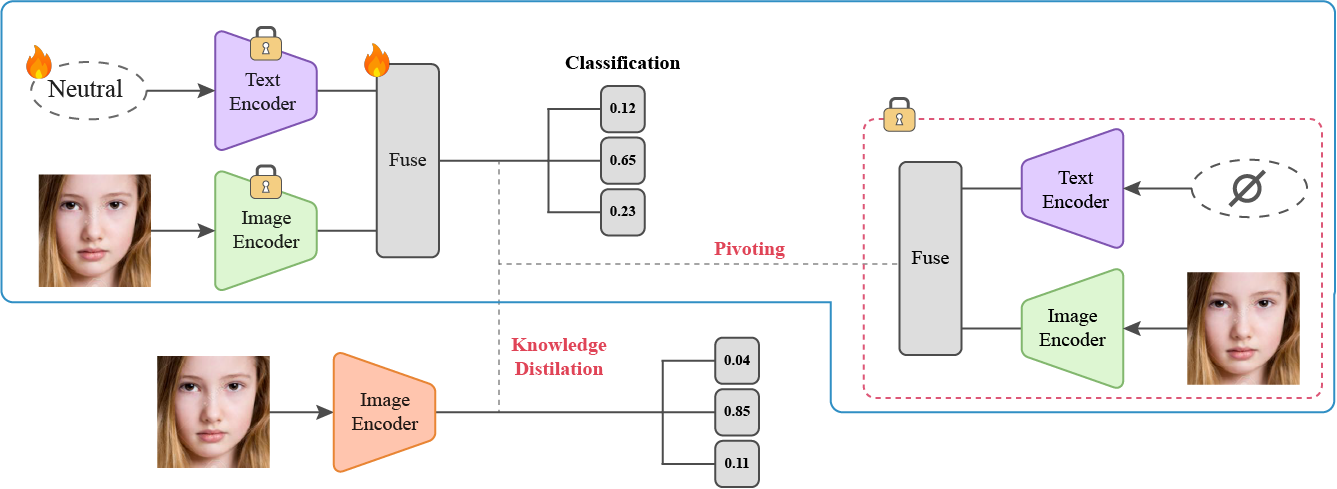 Neutral
Text
Encoder
Image
Encoder
Fuse
Classification
0.12
0.65
0.23
Pivoting
Fuse
Text
Encoder
∅
Image
Encoder
Knowledge
Distilation
Image
Encoder
0.04
0.85
0.11